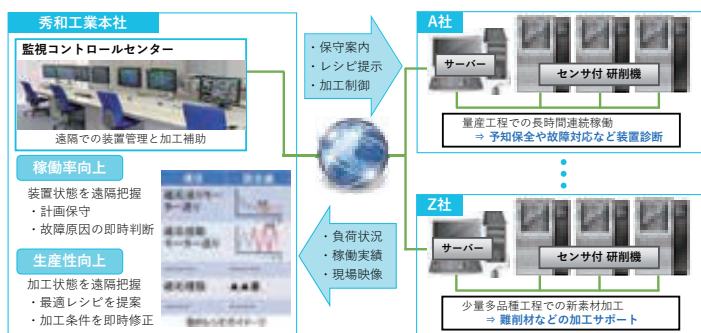 秀和工業本社
監視コントロールセンター
遠隔での装置管理と加工補助
稼働率向上
装置状態を遠隔把握
・計画保守
・故障原因の即時判断
生産性向上
加工状態を遠隔把握
・最適レシピを提案
・加工条件を即時修正
・保守案内
・レシピ提示
・加工制御
・負荷状況
・稼働実績
・現場映像
A社
サーバー
センサ付 研削機
量産工程での長時間連続稼働
⇒ 予知保全や故障対応など装置診断
Z社
サーバー
センサ付 研削機
少量多品種工程での新素材加工
⇒ 難削材などの加工サポート